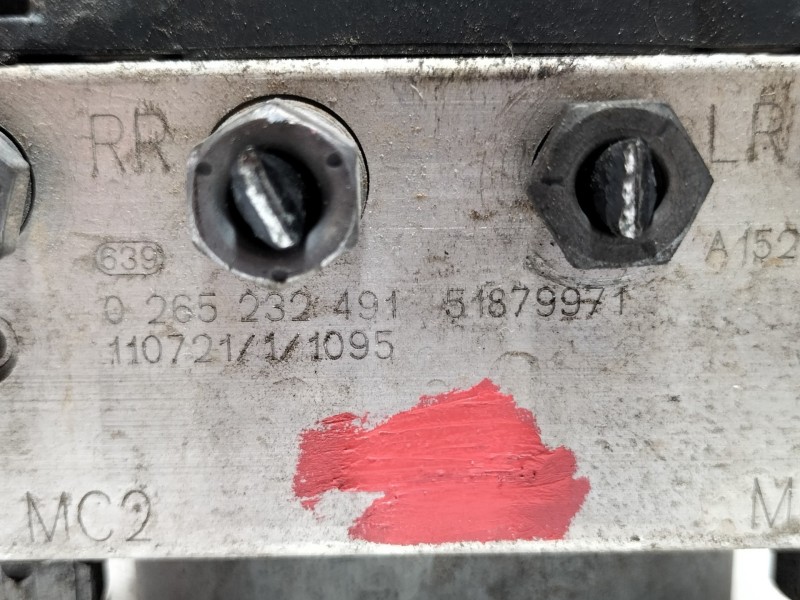 RR LR
639 A152
0 265 232 491 51879971
110721/1/1095
MC2 M